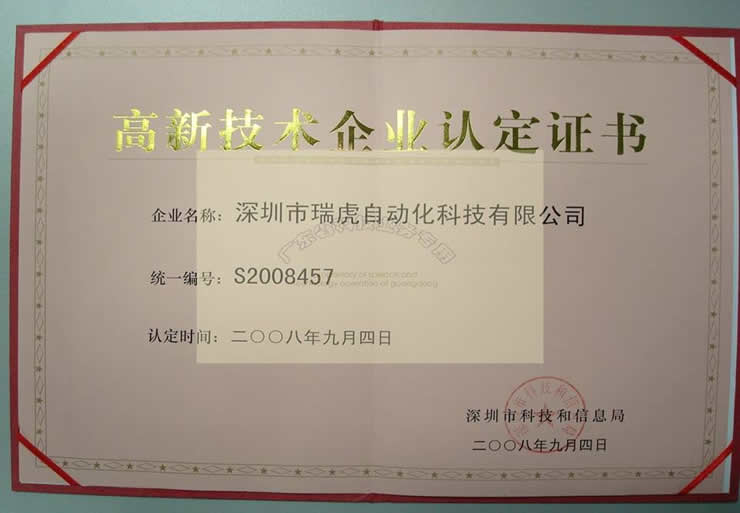 高新技术企业认定证书
企业名称：深圳市瑞虎自动化科技有限公司
统一编号：S2008457
认定时间：二〇〇八年九月四日
深圳市科技和信息局
二〇〇八年九月四日